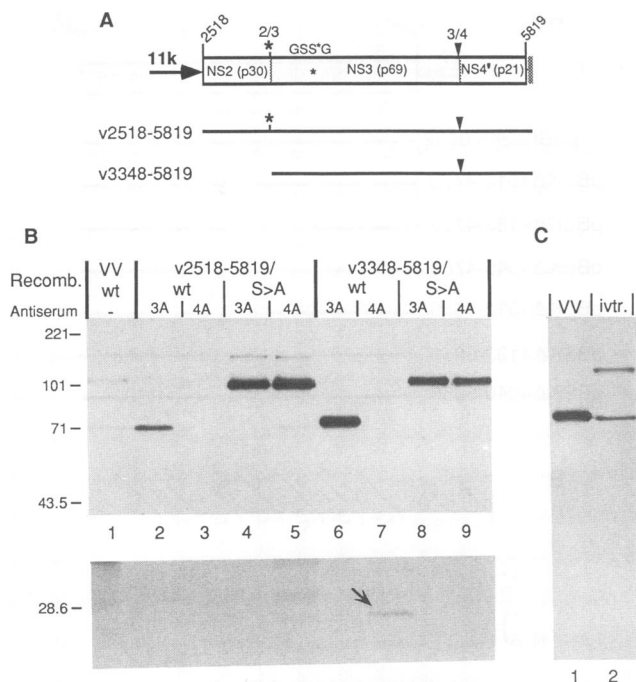 A
2518 2/3 GSS*G 3/4 5819
11k
NS2 (p30) NS3 (p69) NS4' (p21)
v2518-5819
v3348-5819
B
C
Recomb. VV wt v2518-5819/ wt S>A v3348-5819/ wt S>A
Antiserum - 3A 4A 3A 4A 3A 4A 3A 4A
VV ivtr.
221
101
71
43.5
1 2 3 4 5 6 7 8 9
28.6
1 2